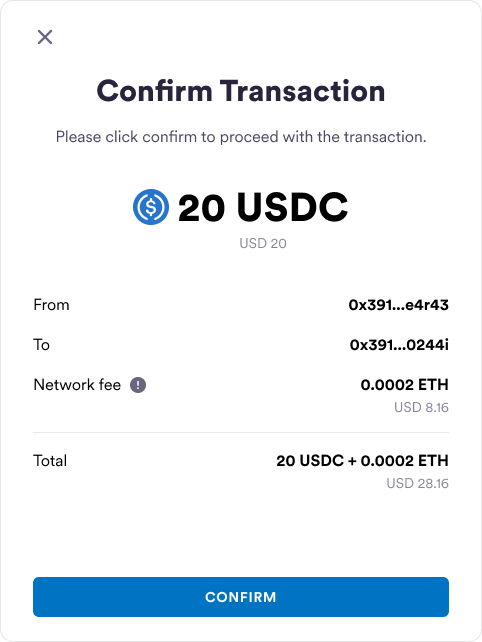 Confirm Transaction
Please click confirm to proceed with the transaction.
20 USDC
USD 20
From 0x391...e4r43
To 0x391...0244i
Network fee 0.0002 ETH
USD 8.16
Total 20 USDC + 0.0002 ETH
USD 28.16
CONFIRM